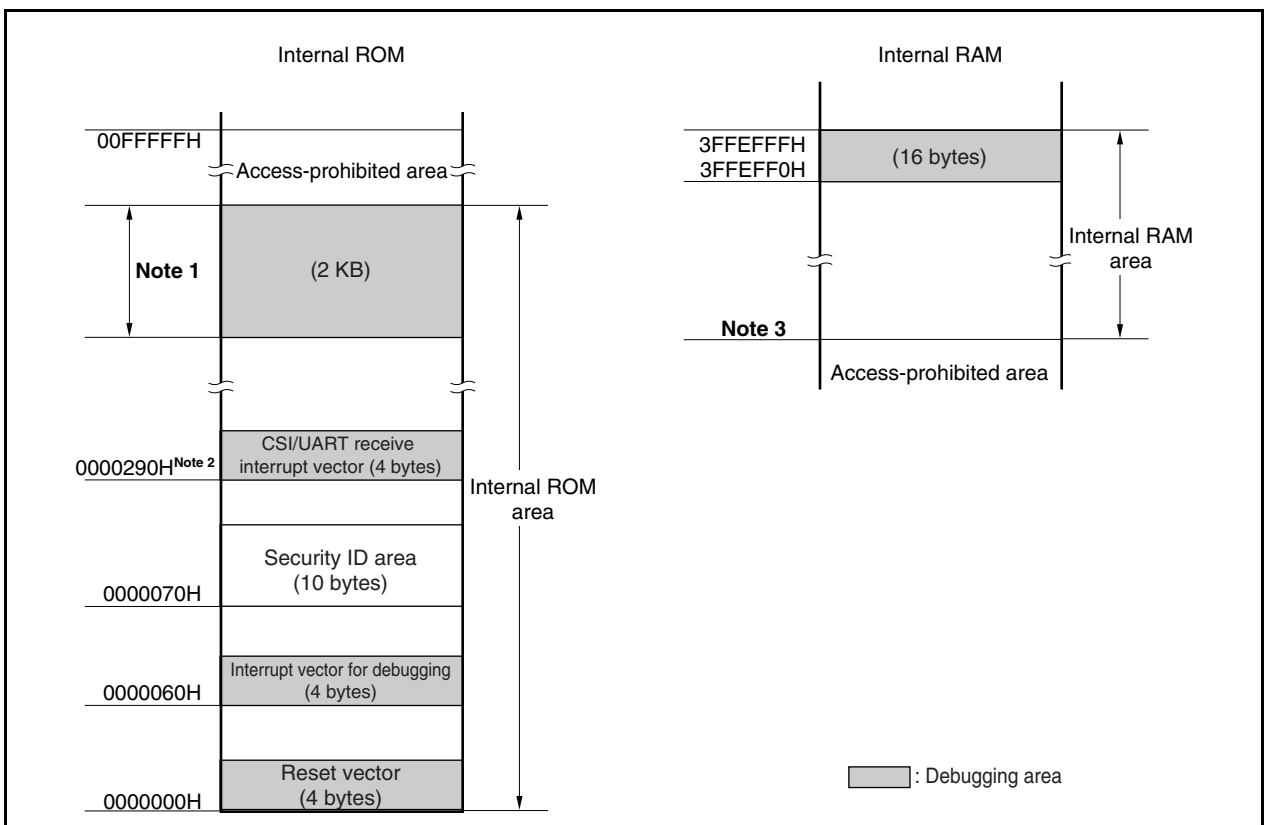 Internal ROM
00FFFFFH
Access-prohibited area
Note 1
(2 KB)
CSI/UART receive
interrupt vector (4 bytes)
0000290H Note 2
Internal ROM
area
Security ID area
(10 bytes)
0000070H
Interrupt vector for debugging
(4 bytes)
0000060H
Reset vector
(4 bytes)
0000000H
Internal RAM
3FFEFFFH
3FFEFF0H
(16 bytes)
Internal RAM
area
Note 3
Access-prohibited area
: Debugging area